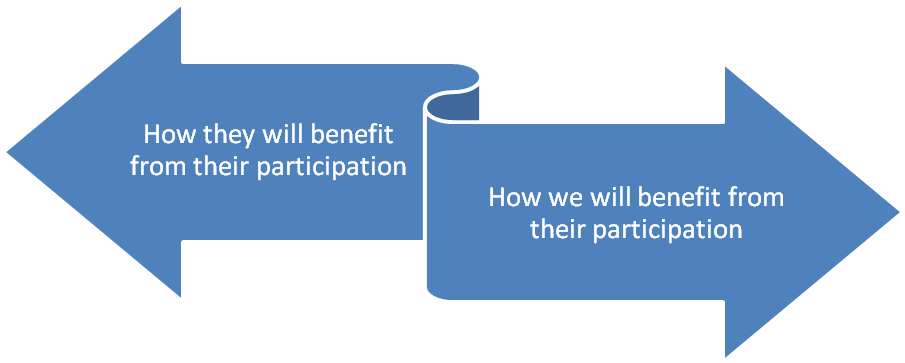 How they will benefit
from their participation
How we will benefit from
their participation